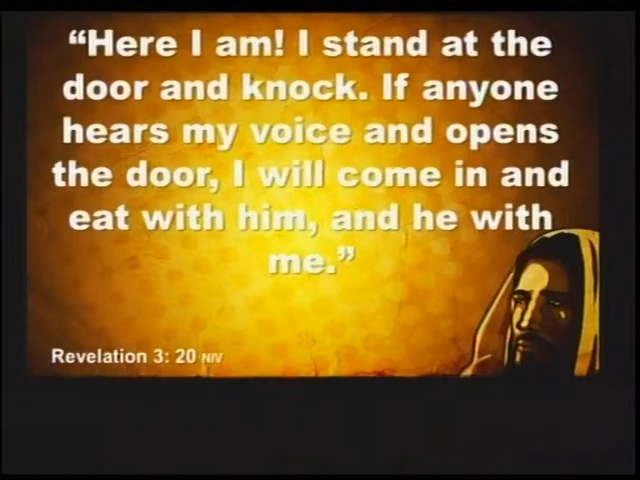 “Here I am! I stand at the
door and knock. If anyone
hears my voice and opens
the door, I will come in and
eat with him, and he with
me.”
Revelation 3: 20 NIV